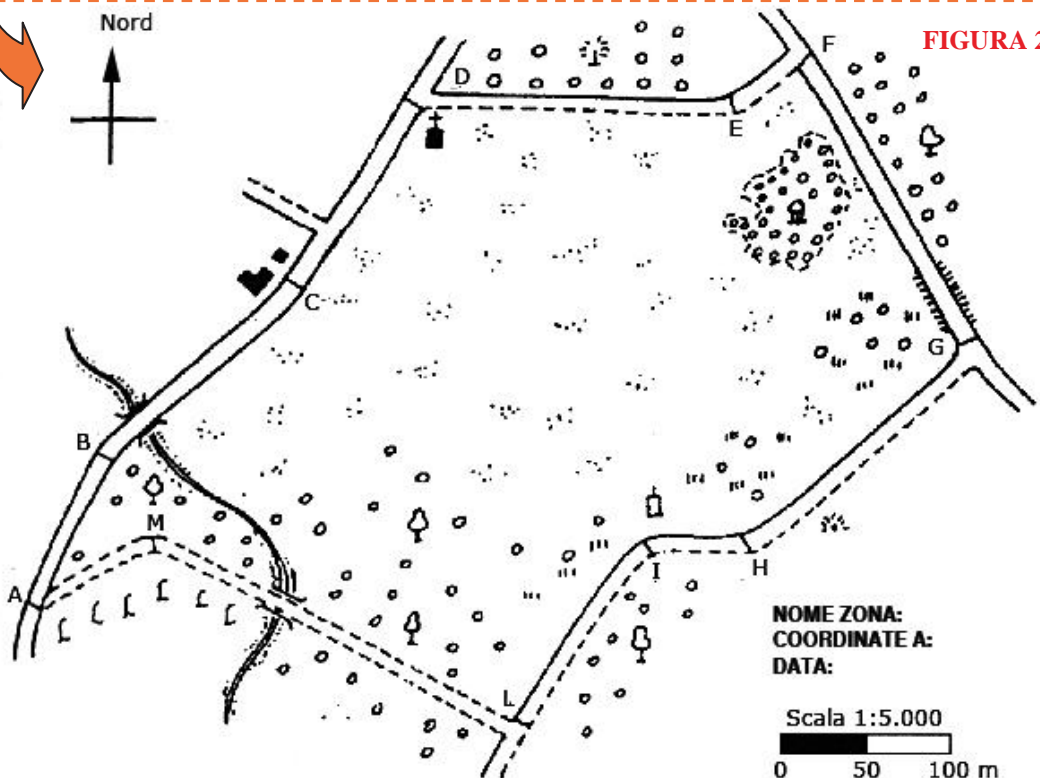 Nord
FIGURA 2
D
F
E
C
G
B
M
A
I
H
L
NOME ZONA:
COORDINATE A:
DATA:
Scala 1:5.000
0 50 100 m